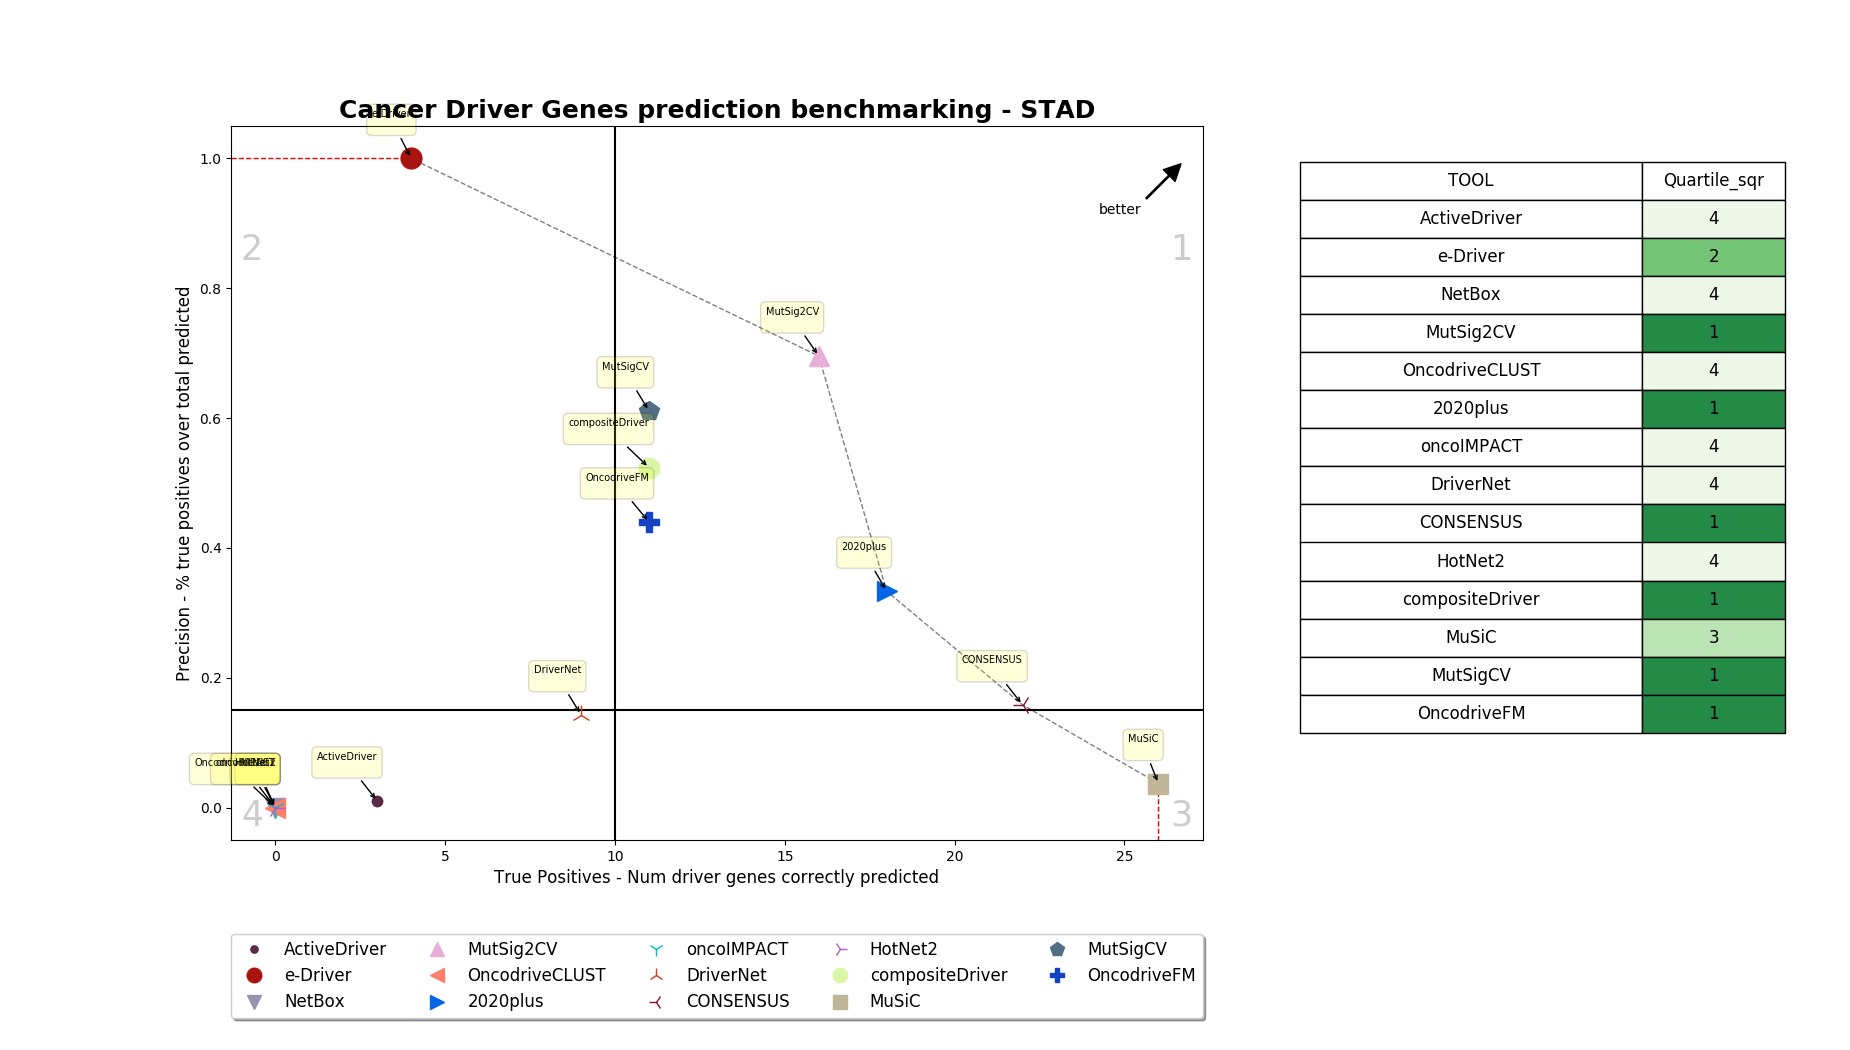 Cancer Driver Genes prediction benchmarking - STAD
better
2
1
4
3
MutSig2CV
MutSigCV
compositeDriver
OncodriveFM
2020plus
DriverNet
CONSENSUS
MuSiC
ActiveDriver
Precision - % true positives over total predicted
1.0
0.8
0.6
0.4
0.2
0.0
0 5 10 15 20 25
True Positives - Num driver genes correctly predicted
ActiveDriver MutSig2CV oncoIMPACT HotNet2 MutSigCV
e-Driver OncodriveCLUST DriverNet compositeDriver OncodriveFM
NetBox 2020plus CONSENSUS MuSiC
TOOL Quartile_sqr
ActiveDriver 4
e-Driver 2
NetBox 4
MutSig2CV 1
OncodriveCLUST 4
2020plus 1
oncoIMPACT 4
DriverNet 4
CONSENSUS 1
HotNet2 4
compositeDriver 1
MuSiC 3
MutSigCV 1
OncodriveFM 1